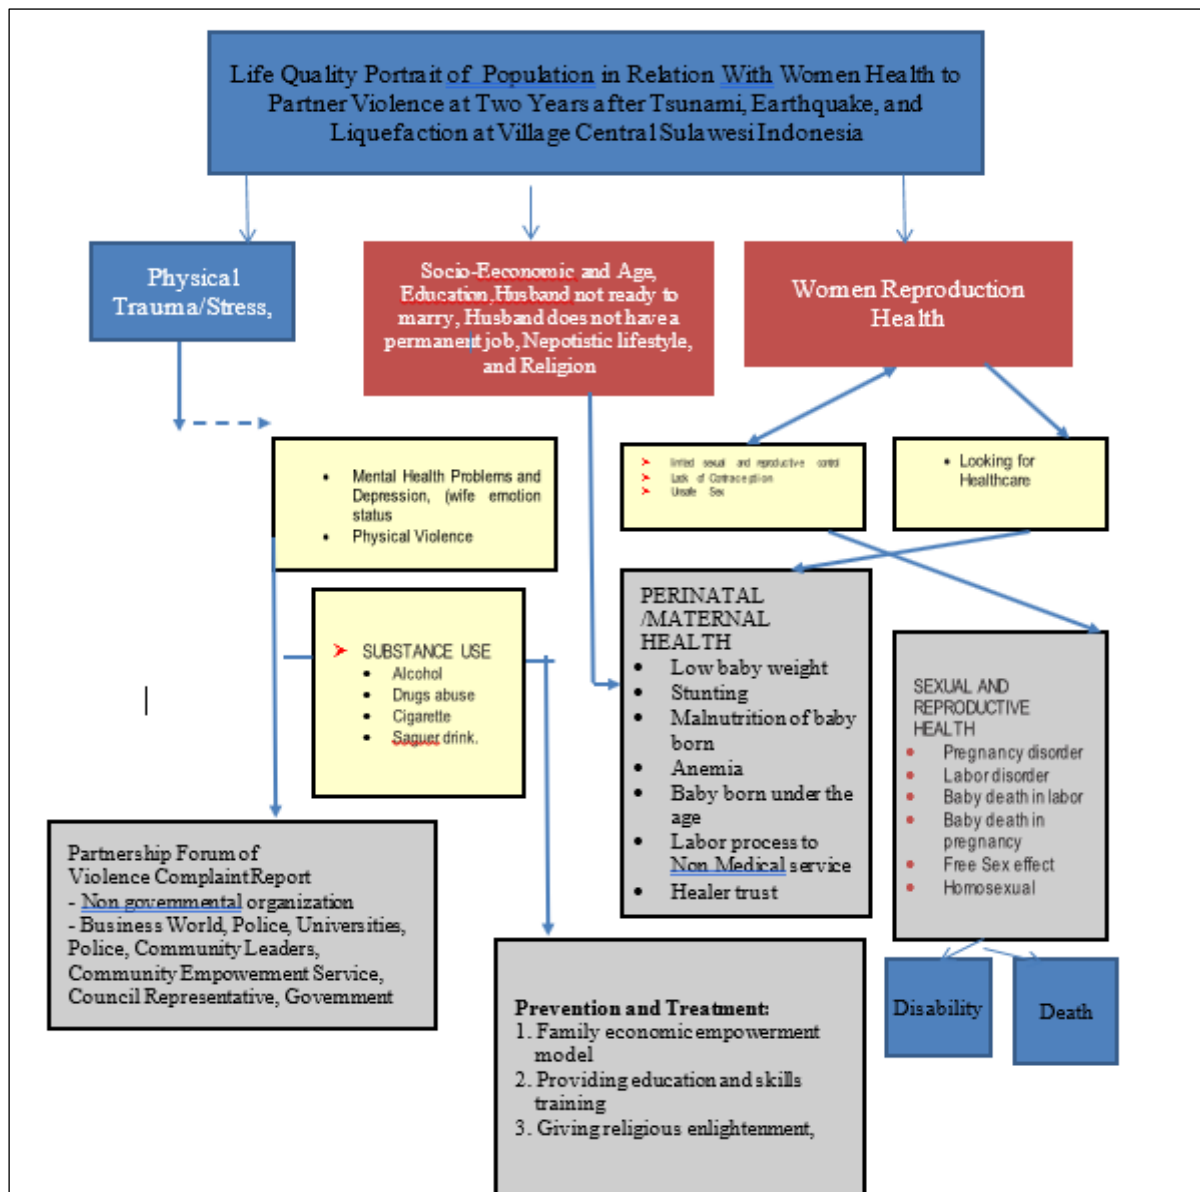 Life Quality Portrait of Population in Relation With Women Health to
Partner Violence at Two Years after Tsunami, Earthquake, and
Liquefaction at Village Central Sulawesi Indonesia
Physical
Trauma/Stress,
Socio-Eeconomic and Age,
Education,Husband not ready to
marry, Husband does not have a
permanent job, Nepotistic lifestyle,
and Religion
Women Reproduction
Health
• Mental Health Problems and
Depression, (wife emotion
status
• Physical Violence
➢ limited sexual and reproductive control
➢ Lack of Contraception
➢ Unsafe Sex
• Looking for
Healthcare
➢ SUBSTANCE USE
• Alcohol
• Drugs abuse
• Cigarette
• Saguer drink.
PERINATAL
/MATERNAL
HEALTH
• Low baby weight
• Stunting
• Malnutrition of baby
born
• Anemia
• Baby born under the
age
• Labor process to
Non Medical service
• Healer trust
SEXUAL AND
REPRODUCTIVE
HEALTH
• Pregnancy disorder
• Labor disorder
• Baby death in labor
• Baby death in
pregnancy
• Free Sex effect
• Homosexual
Partnership Forum of
Violence Complaint Report
- Non governmental organization
- Business World, Police, Universities,
Police, Community Leaders,
Community Empowerment Service,
Council Representative, Government
Prevention and Treatment:
1. Family economic empowerment
model
2. Providing education and skills
training
3. Giving religious enlightenment,
Disability
Death